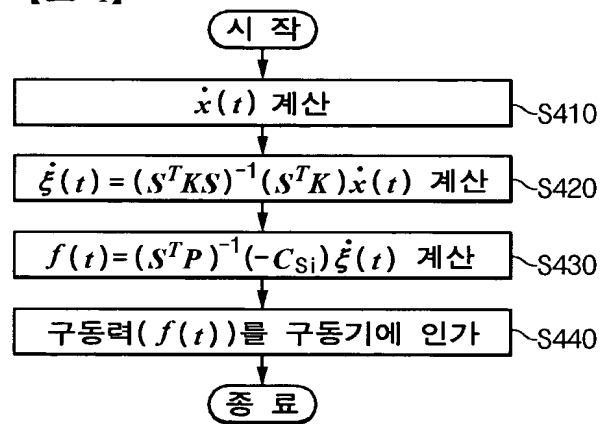 시 작
ẋ(t) 계산
S410
ξ̇(t) = (SᵀKS)⁻¹(SᵀK)ẋ(t) 계산
S420
f(t)=(SᵀP)⁻¹(-C_Si)ξ̇(t) 계산
S430
구동력(f(t))를 구동기에 인가
S440
종 료